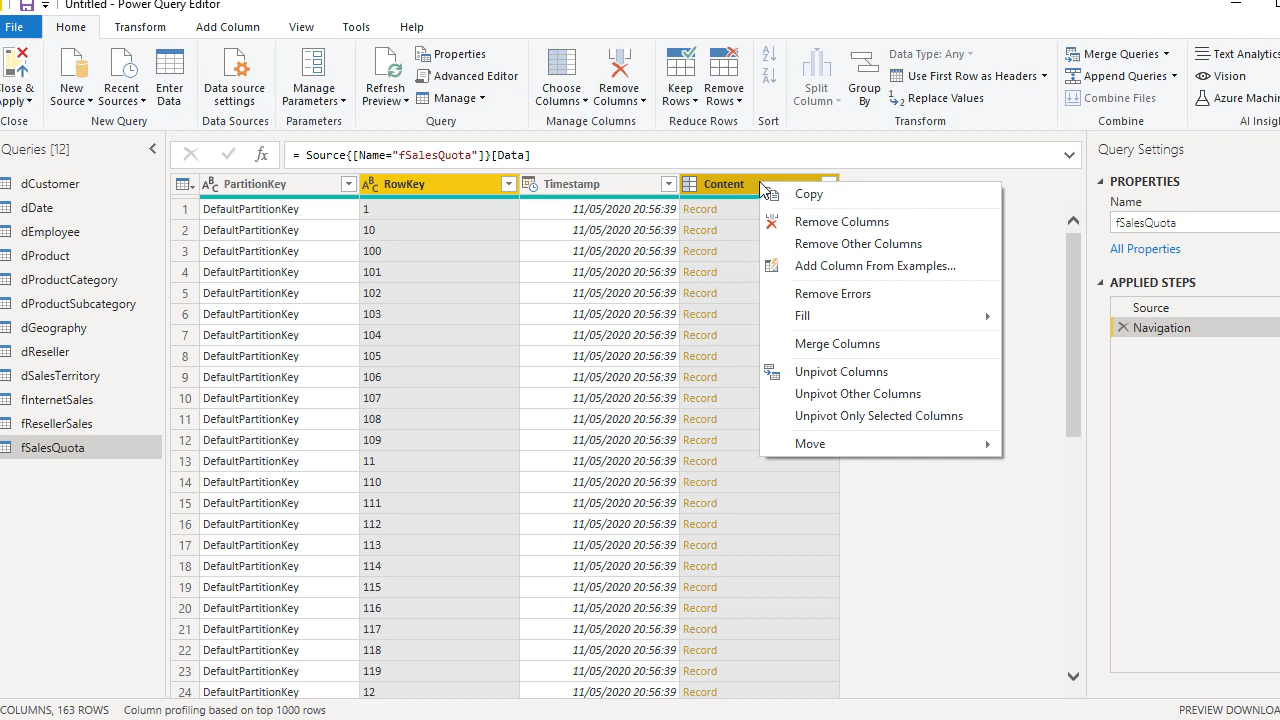 Untitled - Power Query Editor
File Home Transform Add Column View Tools Help
Close & Apply
New Source
Recent Sources
Enter Data
Data source settings
Manage Parameters
Refresh Preview
Properties
Advanced Editor
Manage
Choose Columns
Remove Columns
Keep Rows
Remove Rows
Split Column
Group By
Data Type: Any
Use First Row as Headers
Replace Values
Merge Queries
Append Queries
Combine Files
Text Analytic
Vision
Azure Machin
Close New Query Data Sources Parameters Query Manage Columns Reduce Rows Sort Transform Combine AI Insigh
Queries [12]
dCustomer
dDate
dEmployee
dProduct
dProductCategory
dProductSubcategory
dGeography
dReseller
dSalesTerritory
fInternetSales
fResellerSales
fSalesQuota
fx = Source{[Name="fSalesQuota"]}[Data]
PartitionKey RowKey Timestamp Content
1 DefaultPartitionKey 1 11/05/2020 20:56:39 Record
2 DefaultPartitionKey 10 11/05/2020 20:56:39 Record
3 DefaultPartitionKey 100 11/05/2020 20:56:39 Record
4 DefaultPartitionKey 101 11/05/2020 20:56:39 Record
5 DefaultPartitionKey 102 11/05/2020 20:56:39 Record
6 DefaultPartitionKey 103 11/05/2020 20:56:39 Record
7 DefaultPartitionKey 104 11/05/2020 20:56:39 Record
8 DefaultPartitionKey 105 11/05/2020 20:56:39 Record
9 DefaultPartitionKey 106 11/05/2020 20:56:39 Record
10 DefaultPartitionKey 107 11/05/2020 20:56:39 Record
11 DefaultPartitionKey 108 11/05/2020 20:56:39 Record
12 DefaultPartitionKey 109 11/05/2020 20:56:39 Record
13 DefaultPartitionKey 11 11/05/2020 20:56:39 Record
14 DefaultPartitionKey 110 11/05/2020 20:56:39 Record
15 DefaultPartitionKey 111 11/05/2020 20:56:39 Record
16 DefaultPartitionKey 112 11/05/2020 20:56:39 Record
17 DefaultPartitionKey 113 11/05/2020 20:56:39 Record
18 DefaultPartitionKey 114 11/05/2020 20:56:39 Record
19 DefaultPartitionKey 115 11/05/2020 20:56:39 Record
20 DefaultPartitionKey 116 11/05/2020 20:56:39 Record
21 DefaultPartitionKey 117 11/05/2020 20:56:39 Record
22 DefaultPartitionKey 118 11/05/2020 20:56:39 Record
23 DefaultPartitionKey 119 11/05/2020 20:56:39 Record
24 DefaultPartitionKey 12 11/05/2020 20:56:39 Record
Copy
Remove Columns
Remove Other Columns
Add Column From Examples...
Remove Errors
Fill
Merge Columns
Unpivot Columns
Unpivot Other Columns
Unpivot Only Selected Columns
Move
Query Settings
PROPERTIES
Name
fSalesQuota
All Properties
APPLIED STEPS
Source
Navigation
COLUMNS, 163 ROWS Column profiling based on top 1000 rows PREVIEW DOWNLOA